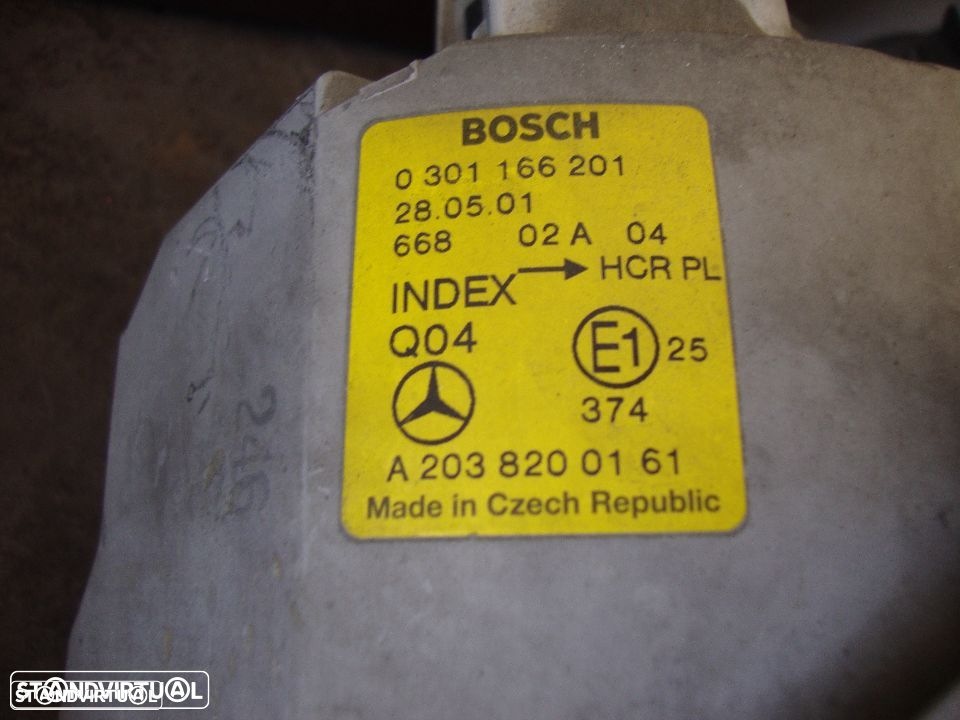 BOSCH
0 301 166 201
28.05.01
668 02 A 04
INDEX → HCR PL
Q04
E1 25
374
A 203 820 01 61
Made in Czech Republic
246
STANDVIRTUAL
STANDVIRTUAL